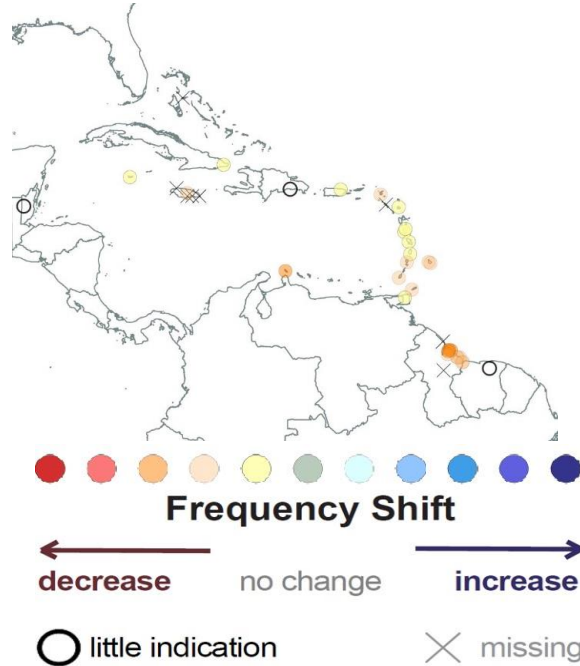 Frequency Shift
decrease no change increase
little indication missing